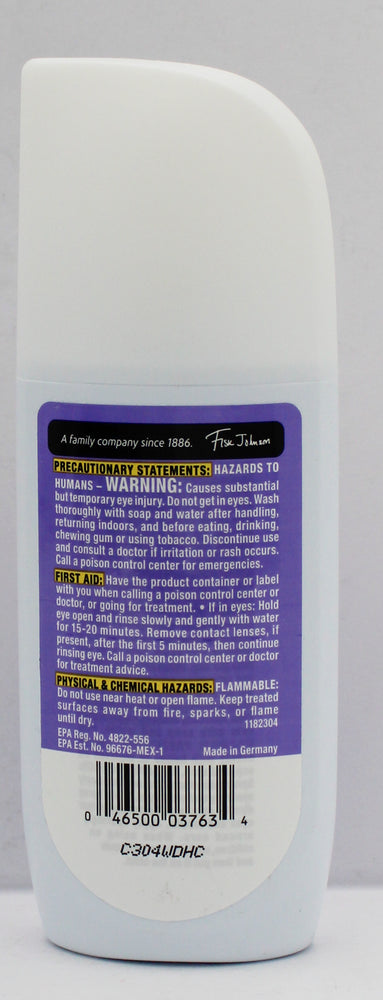 A family company since 1886. Fisk Johnson
PRECAUTIONARY STATEMENTS: HAZARDS TO
HUMANS – WARNING: Causes substantial
but temporary eye injury. Do not get in eyes. Wash
thoroughly with soap and water after handling,
returning indoors, and before eating, drinking,
chewing gum or using tobacco. Discontinue use
and consult a doctor if irritation or rash occurs.
Call a poison control center for emergencies.
FIRST AID: Have the product container or label
with you when calling a poison control center or
doctor, or going for treatment. • If in eyes: Hold
eye open and rinse slowly and gently with water
for 15-20 minutes. Remove contact lenses, if
present, after the first 5 minutes, then continue
rinsing eye. Call a poison control center or doctor
for treatment advice.
PHYSICAL & CHEMICAL HAZARDS: FLAMMABLE:
Do not use near heat or open flame. Keep treated
surfaces away from fire, sparks, or flame
until dry. 1182304
EPA Reg. No. 4822-556
EPA Est. No. 96676-MEX-1 Made in Germany
0 46500 03763 4
C304WDHC